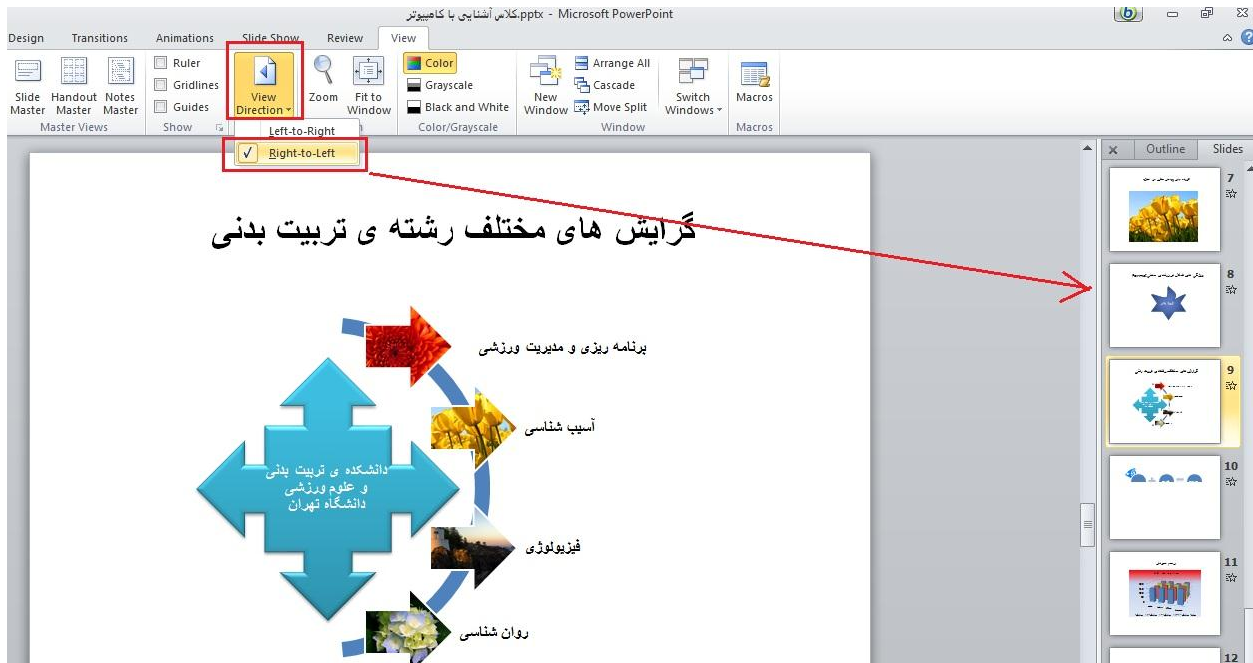 کلاس آشنایی با کامپیوتر.pptx - Microsoft PowerPoint
Design Transitions Animations Slide Show Review View
Slide Master
Handout Master
Notes Master
Master Views
Ruler
Gridlines
Guides
Show
View Direction
Left-to-Right
Right-to-Left
Zoom
Fit to Window
Color
Grayscale
Black and White
Color/Grayscale
New Window
Arrange All
Cascade
Move Split
Window
Switch Windows
Macros
Macros
Outline Slides
گرایش های مختلف رشته ی تربیت بدنی
برنامه ریزی و مدیریت ورزشی
آسیب شناسی
فیزیولوژی
روان شناسی
دانشکده ی تربیت بدنی
و علوم ورزشی
دانشگاه تهران
7
8
9
10
11
12